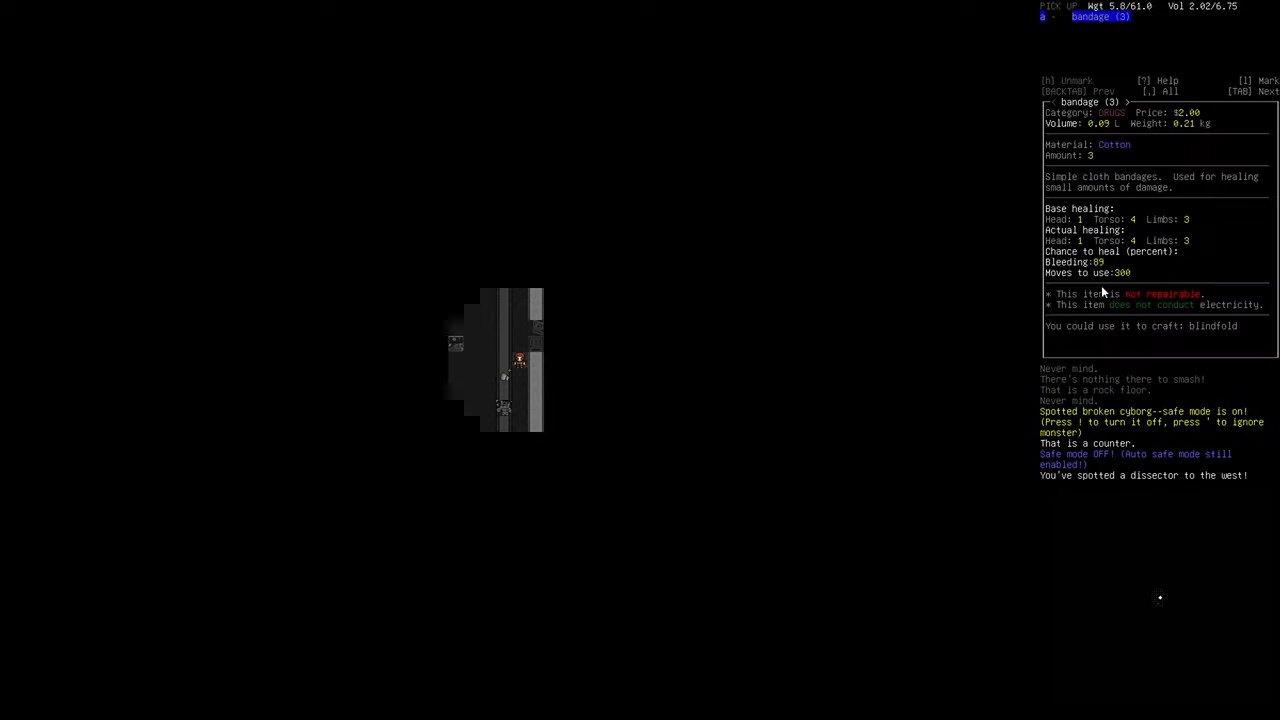 PICK UP  Wgt 5.8/61.0  Vol 2.02/6.75
a -  bandage (3)
[h] Unmark  [?] Help  [l] Mark
[BACKTAB] Prev  [,] All  [TAB] Next
< bandage (3) >
Category: DRUGS  Price: $2.00
Volume: 0.09 L  Weight: 0.21 kg
Material: Cotton
Amount: 3
Simple cloth bandages.  Used for healing
small amounts of damage.
Base healing:
Head: 1  Torso: 4  Limbs: 3
Actual healing:
Head: 1  Torso: 4  Limbs: 3
Chance to heal (percent):
Bleeding:89
Moves to use:300
* This item is not repairable.
* This item does not conduct electricity.
You could use it to craft: blindfold
Never mind.
There's nothing there to smash!
That is a rock floor.
Never mind.
Spotted broken cyborg--safe mode is on!
(Press ! to turn it off, press ' to ignore
monster)
That is a counter.
Safe mode OFF! (Auto safe mode still
enabled!)
You've spotted a dissector to the west!